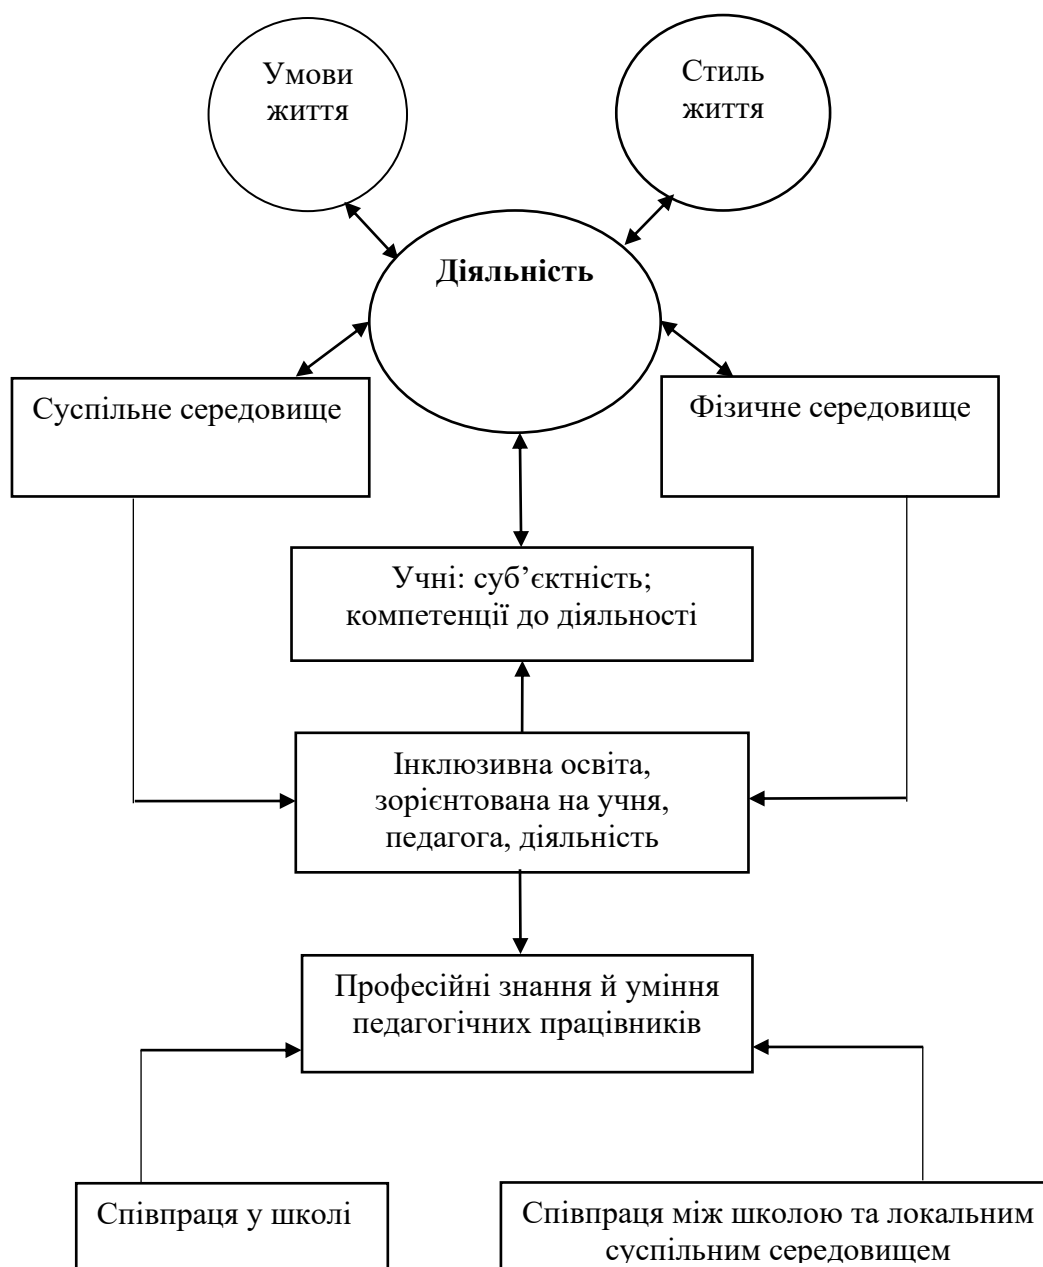 Умови
життя
Стиль
життя
Діяльність
Суспільне середовище
Фізичне середовище
Учні: суб’єктність;
компетенції до діяльності
Інклюзивна освіта,
зорієнтована на учня,
педагога, діяльність
Професійні знання й уміння
педагогічних працівників
Співпраця у школі
Співпраця між школою та локальним
суспільним середовищем